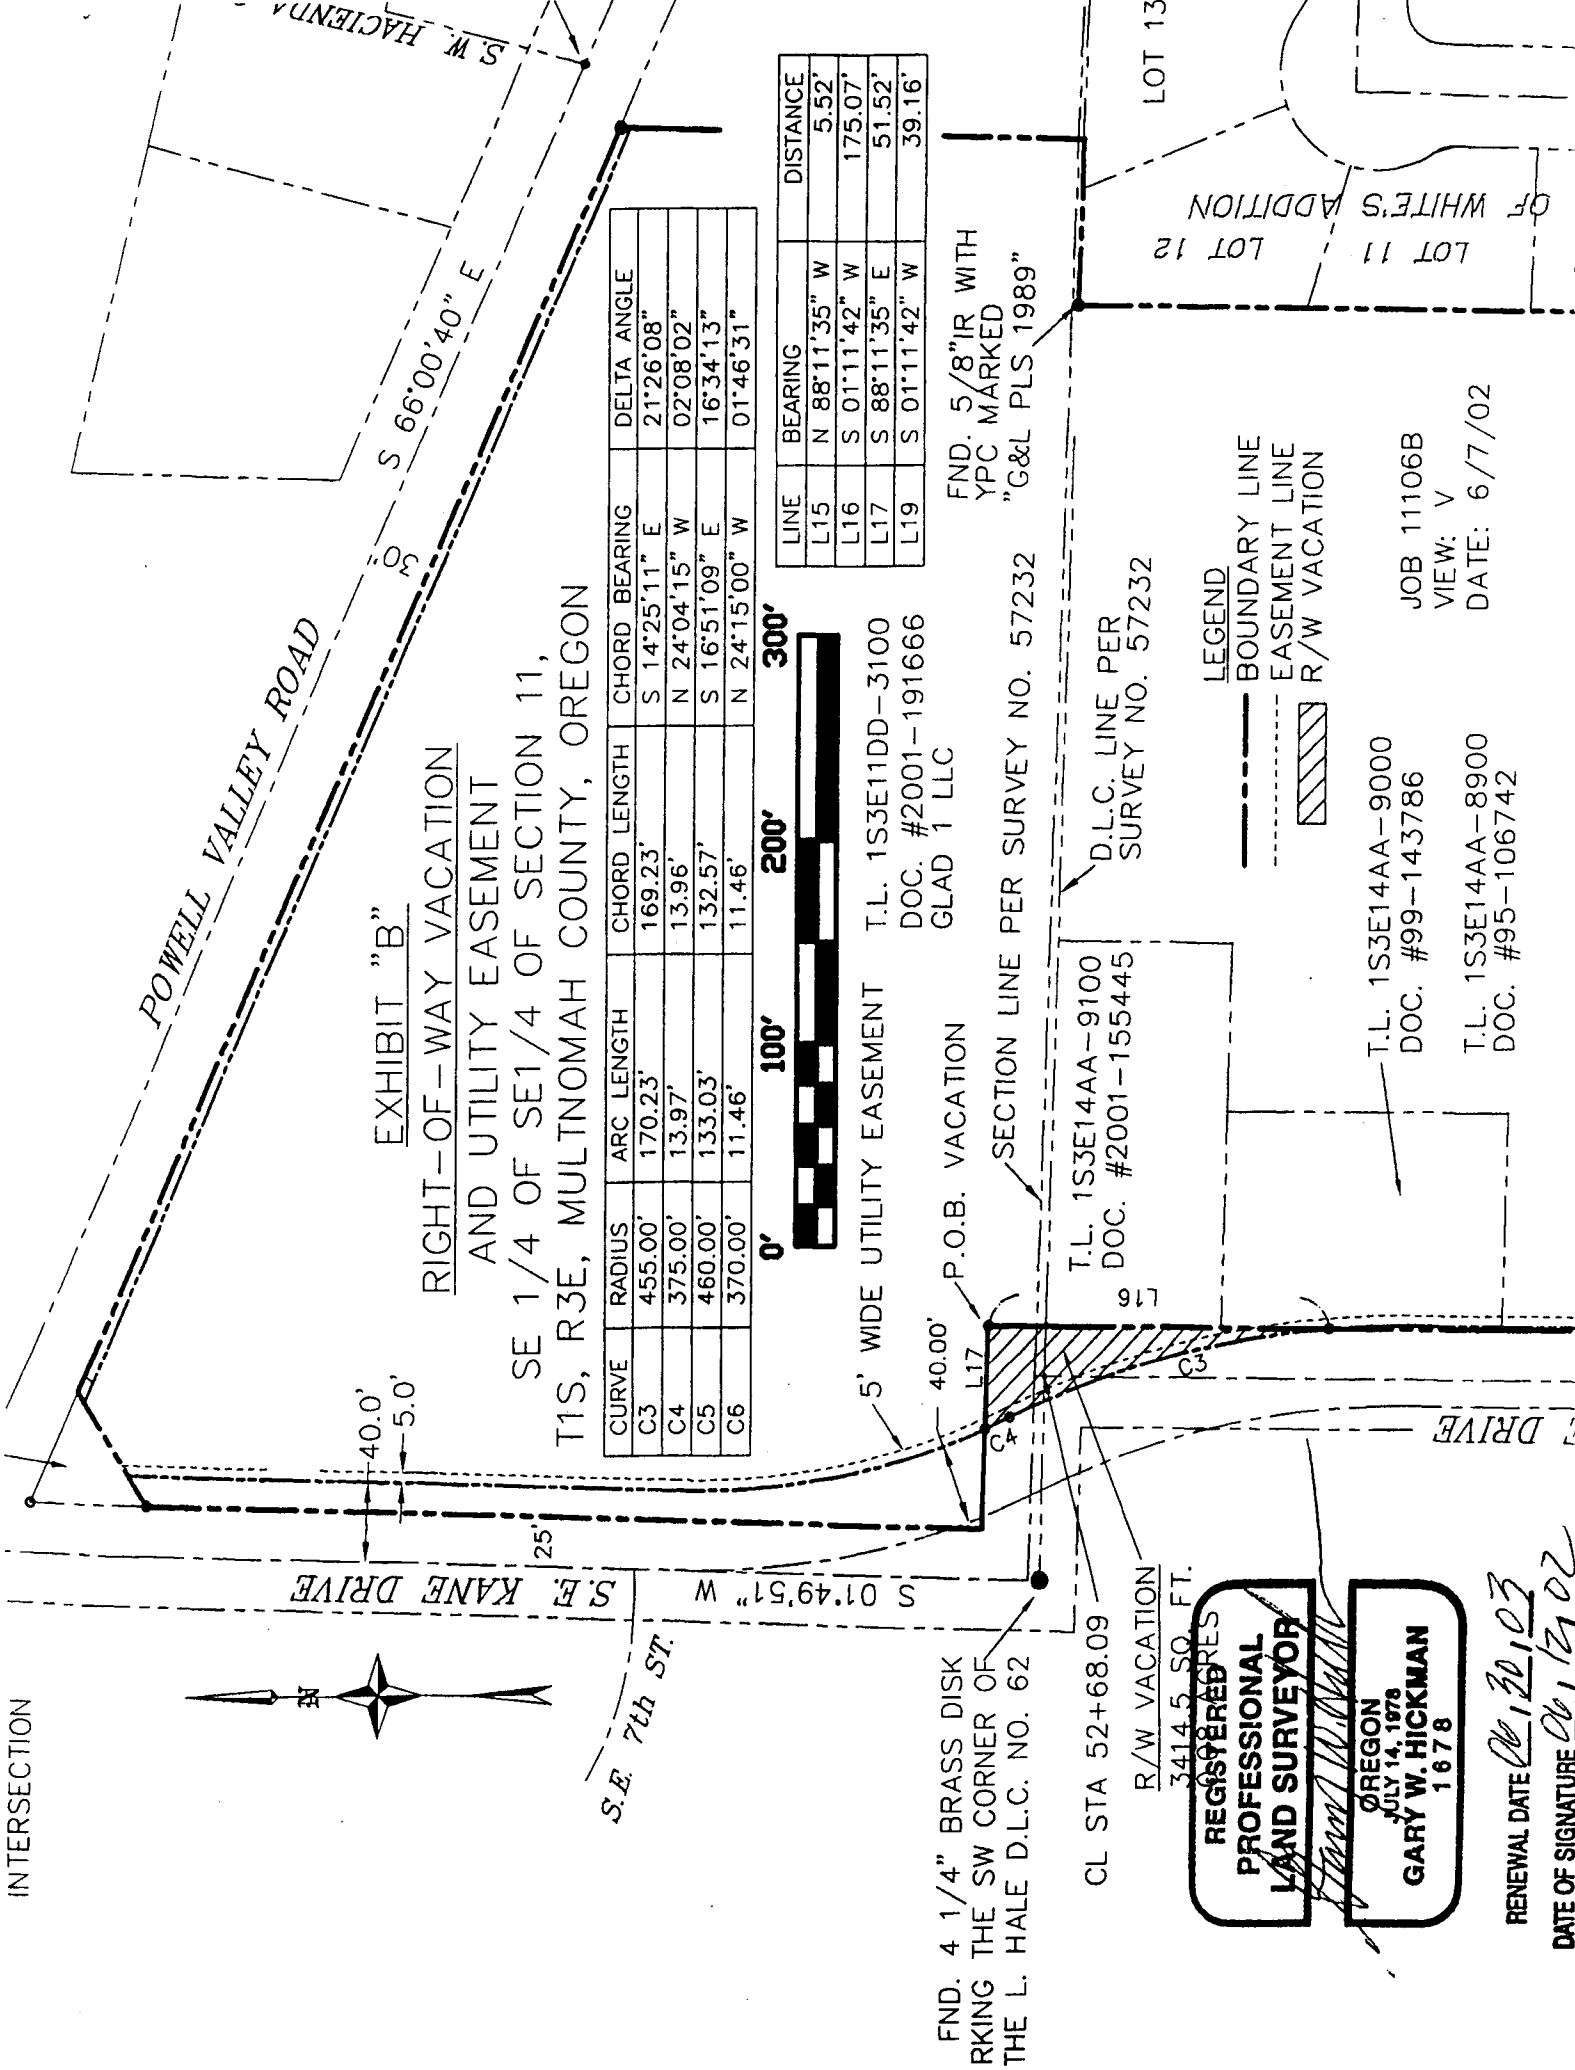 INTERSECTION
S.W. HACIENDA
POWELL VALLEY ROAD
S 66°00'40" E
30'
40.0'
5.0'
25'
S.E. KANE DRIVE
S 01°49'51" W
S.E. 7th ST.
N
EXHIBIT "B"
RIGHT-OF-WAY VACATION
AND UTILITY EASEMENT
SE 1/4 OF SE1/4 OF SECTION 11,
T1S, R3E, MULTNOMAH COUNTY, OREGON
CURVE RADIUS ARC LENGTH CHORD LENGTH CHORD BEARING DELTA ANGLE
C3 455.00' 170.23' 169.23' S 14°25'11" E 21°26'08"
C4 375.00' 13.97' 13.96' N 24°04'15" W 02°08'02"
C5 460.00' 133.03' 132.57' S 16°51'09" E 16°34'13"
C6 370.00' 11.46' 11.46' N 24°15'00" W 01°46'31"
0' 100' 200' 300'
LINE BEARING DISTANCE
L15 N 88°11'35" W 5.52'
L16 S 01°11'42" W 175.07'
L17 S 88°11'35" E 51.52'
L19 S 01°11'42" W 39.16'
5' WIDE UTILITY EASEMENT
T.L. 1S3E11DD-3100
DOC. #2001-191666
GLAD 1 LLC
FND. 5/8"IR WITH
YPC MARKED
"G&L PLS 1989"
40.00'
P.O.B. VACATION
L17
L16
C4
C3
SECTION LINE PER SURVEY NO. 57232
D.L.C. LINE PER
SURVEY NO. 57232
T.L. 1S3E14AA-9100
DOC. #2001-155445
FND. 4 1/4" BRASS DISK
RKING THE SW CORNER OF
THE L. HALE D.L.C. NO. 62
CL STA 52+68.09
R/W VACATION
3414.5 SQ. FT.
0.08 ACRES
LEGEND
BOUNDARY LINE
EASEMENT LINE
R/W VACATION
LOT 13
LOT 12
LOT 11
OF WHITE'S ADDITION
T.L. 1S3E14AA-9000
DOC. #99-143786
T.L. 1S3E14AA-8900
DOC. #95-106742
JOB 11106B
VIEW: V
DATE: 6/7/02
E DRIVE
REGISTERED
PROFESSIONAL
LAND SURVEYOR
OREGON
JULY 14, 1978
GARY W. HICKMAN
1678
RENEWAL DATE 06/30/03
DATE OF SIGNATURE 06/12/02